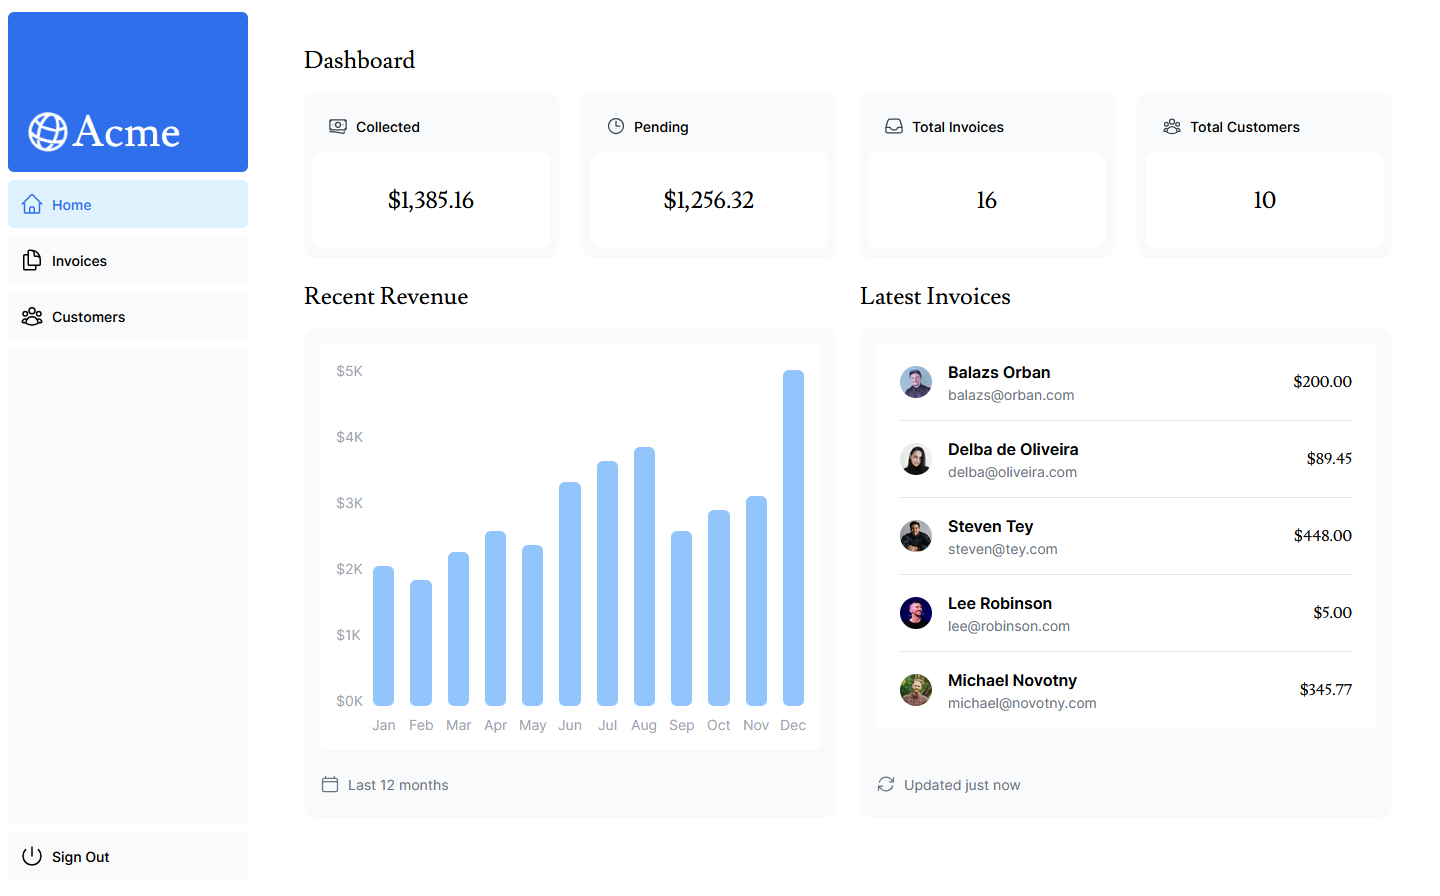 Acme
Home
Invoices
Customers
Sign Out
Dashboard
Collected
$1,385.16
Pending
$1,256.32
Total Invoices
16
Total Customers
10
Recent Revenue
$5K
$4K
$3K
$2K
$1K
$0K
Jan Feb Mar Apr May Jun Jul Aug Sep Oct Nov Dec
Last 12 months
Latest Invoices
Balazs Orban
balazs@orban.com
$200.00
Delba de Oliveira
delba@oliveira.com
$89.45
Steven Tey
steven@tey.com
$448.00
Lee Robinson
lee@robinson.com
$5.00
Michael Novotny
michael@novotny.com
$345.77
Updated just now